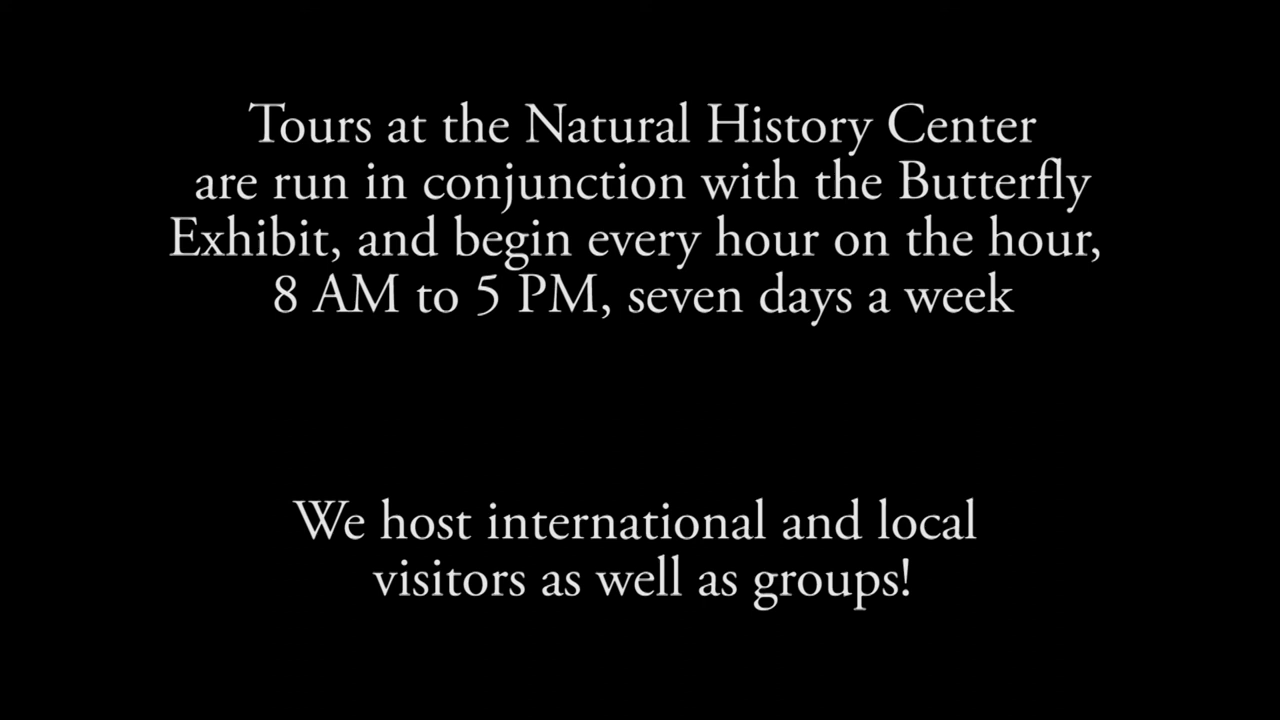 Tours at the Natural History Center
are run in conjunction with the Butterfly
Exhibit, and begin every hour on the hour,
8 AM to 5 PM, seven days a week
We host international and local
visitors as well as groups!